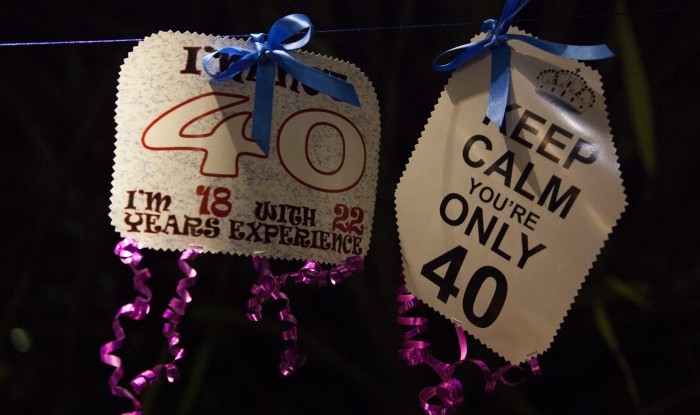 I'm
40
I'm '18 with 22
years experience
KEEP
CALM
YOU'RE
ONLY
40